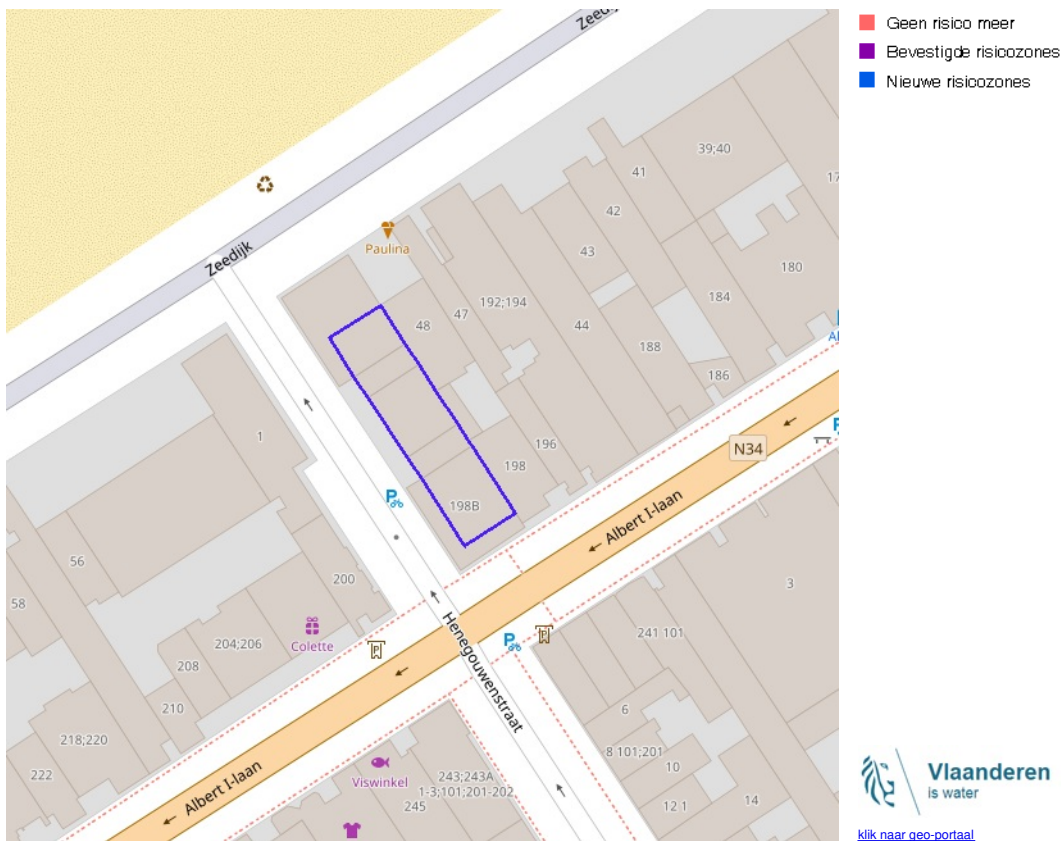 Geen risico meer
Bevestigde risicozones
Nieuwe risicozones
Zeedijk
39;40
41
42
43
180
Paulina
Zeedijk
192;194
47
48
44
184
188
186
1
196
198
198B
N34
Albert I-laan
56
58
200
3
204;206
Colette
241 101
208
210
Henegouwenstraat
6
218;220
222
8 101;201
10
Albert I-laan
Viswinkel
243;243A
1-3;101;201-202
245
12 1
14
Vlaanderen
is water
klik naar geo-portaal